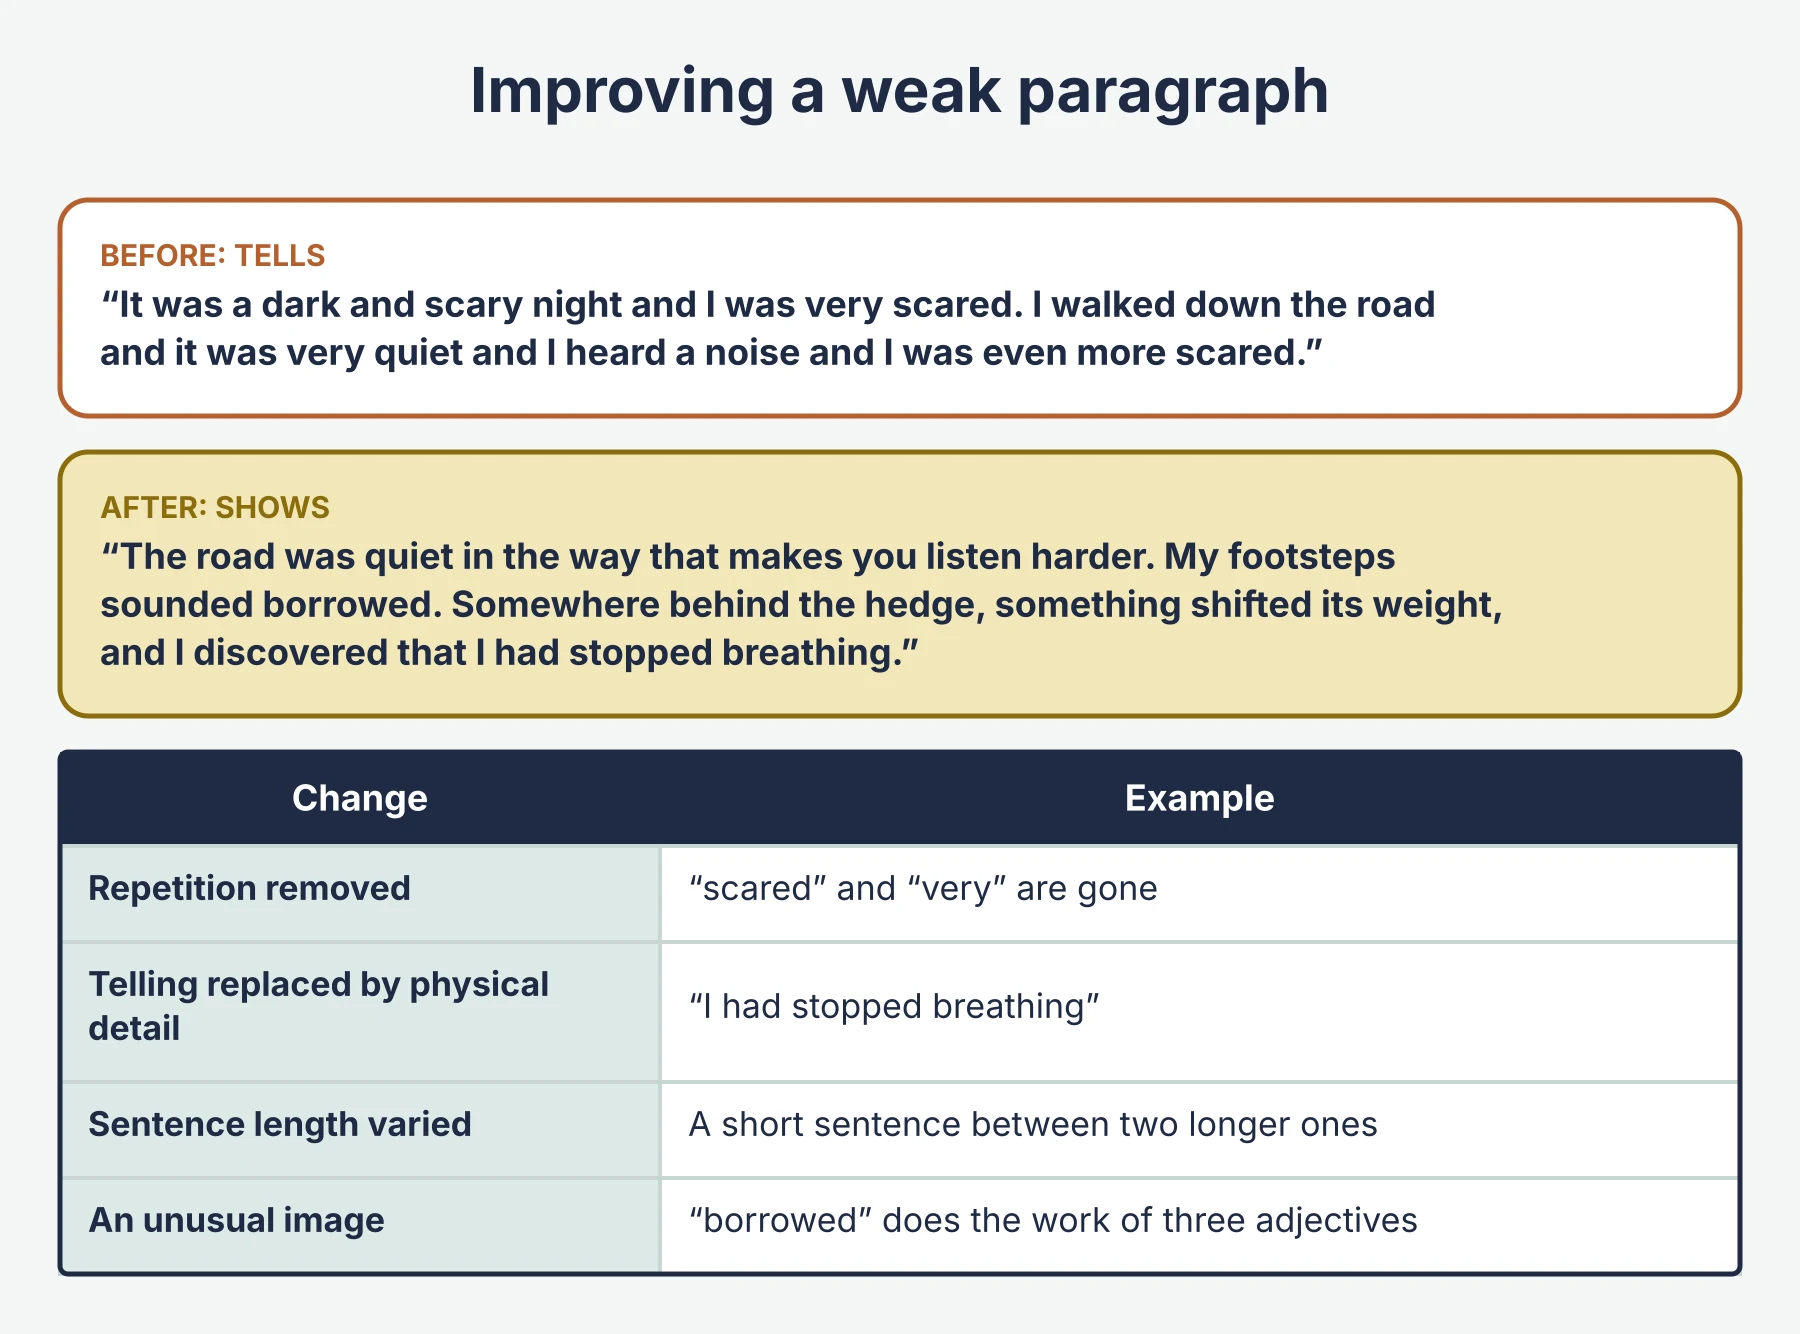 Improving a weak paragraph
BEFORE: TELLS
“It was a dark and scary night and I was very scared. I walked down the road
and it was very quiet and I heard a noise and I was even more scared.”
AFTER: SHOWS
“The road was quiet in the way that makes you listen harder. My footsteps
sounded borrowed. Somewhere behind the hedge, something shifted its weight,
and I discovered that I had stopped breathing.”
Change
Example
Repetition removed
“scared” and “very” are gone
Telling replaced by physical
detail
“I had stopped breathing”
Sentence length varied
A short sentence between two longer ones
An unusual image
“borrowed” does the work of three adjectives